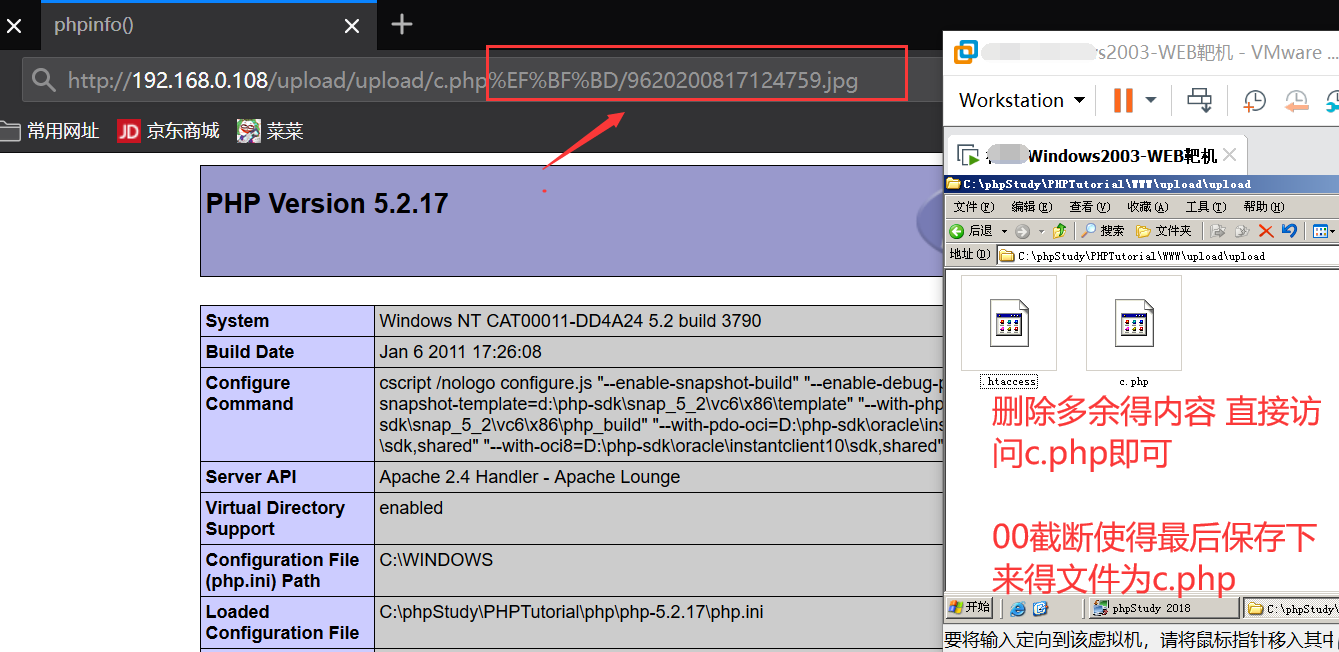 phpinfo()
http://192.168.0.108/upload/upload/c.php%EF%BF%BD/9620200817124759.jpg
常用网址
JD 京东商城
菜菜
PHP Version 5.2.17
System
Windows NT CAT00011-DD4A24 5.2 build 3790
Build Date
Jan 6 2011 17:26:08
Configure
Command
cscript /nologo configure.js "--enable-snapshot-build" "--enable-debug-p
snapshot-template=d:\php-sdk\snap_5_2\vc6\x86\template" "--with-php
sdk\snap_5_2\vc6\x86\php_build" "--with-pdo-oci=D:\php-sdk\oracle\ins
\sdk,shared" "--with-oci8=D:\php-sdk\oracle\instantclient10\sdk,shared"
Server API
Apache 2.4 Handler - Apache Lounge
Virtual Directory
Support
enabled
Configuration File
(php.ini) Path
C:\WINDOWS
Loaded
Configuration File
C:\phpStudy\PHPTutorial\php\php-5.2.17\php.ini
s2003-WEB靶机 - VMware ...
Workstation
Windows2003-WEB靶机
C:\phpStudy\PHPTutorial\WWW\upload\upload
文件(F) 编辑(E) 查看(V) 收藏(A) 工具(T) 帮助(H)
后退 搜索 文件夹
地址(D) C:\phpStudy\PHPTutorial\WWW\upload\upload
.htaccess
c.php
删除多余得内容 直接访
问c.php即可
00截断使得最后保存下
来得文件为c.php
开始
phpStudy 2018
C:\phpStudy\
要将输入定向到该虚拟机，请将鼠标指针移入其中